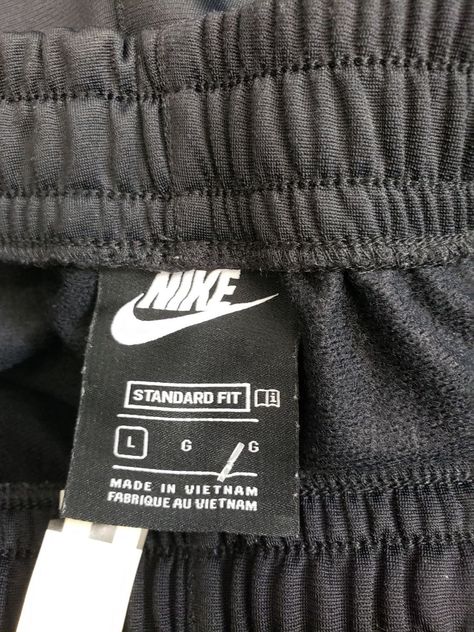 NIKE
STANDARD FIT
L G G
MADE IN VIETNAM
FABRIQUE AU VIETNAM